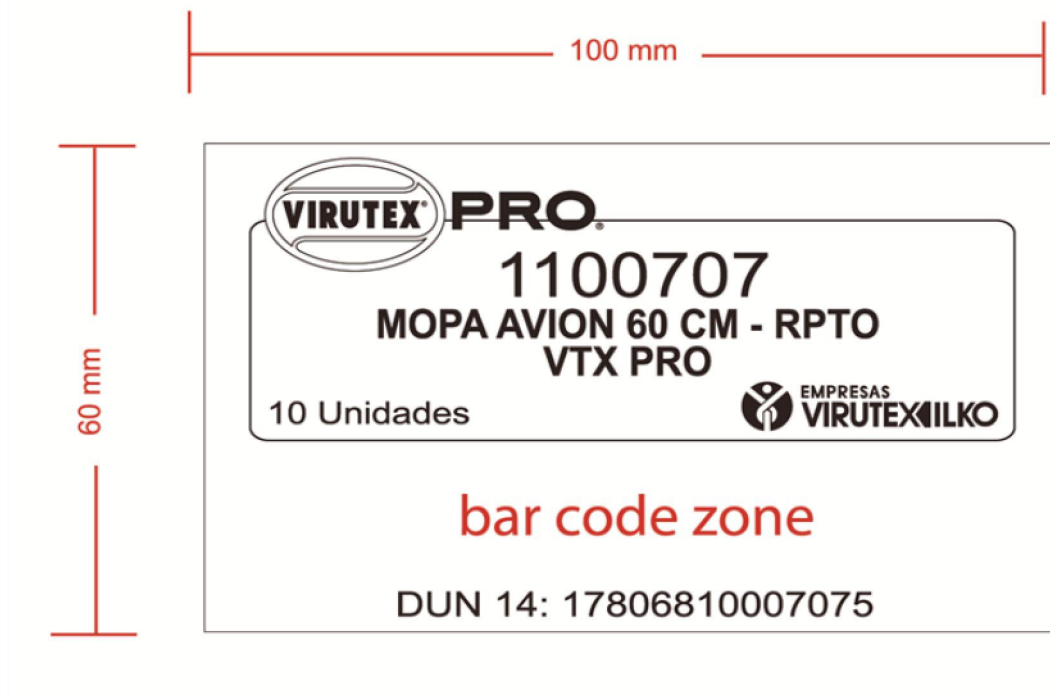 100 mm
60 mm
VIRUTEX® PRO®
1100707
MOPA AVION 60 CM - RPTO
VTX PRO
10 Unidades
EMPRESAS
VIRUTEX ILKO
bar code zone
DUN 14: 17806810007075